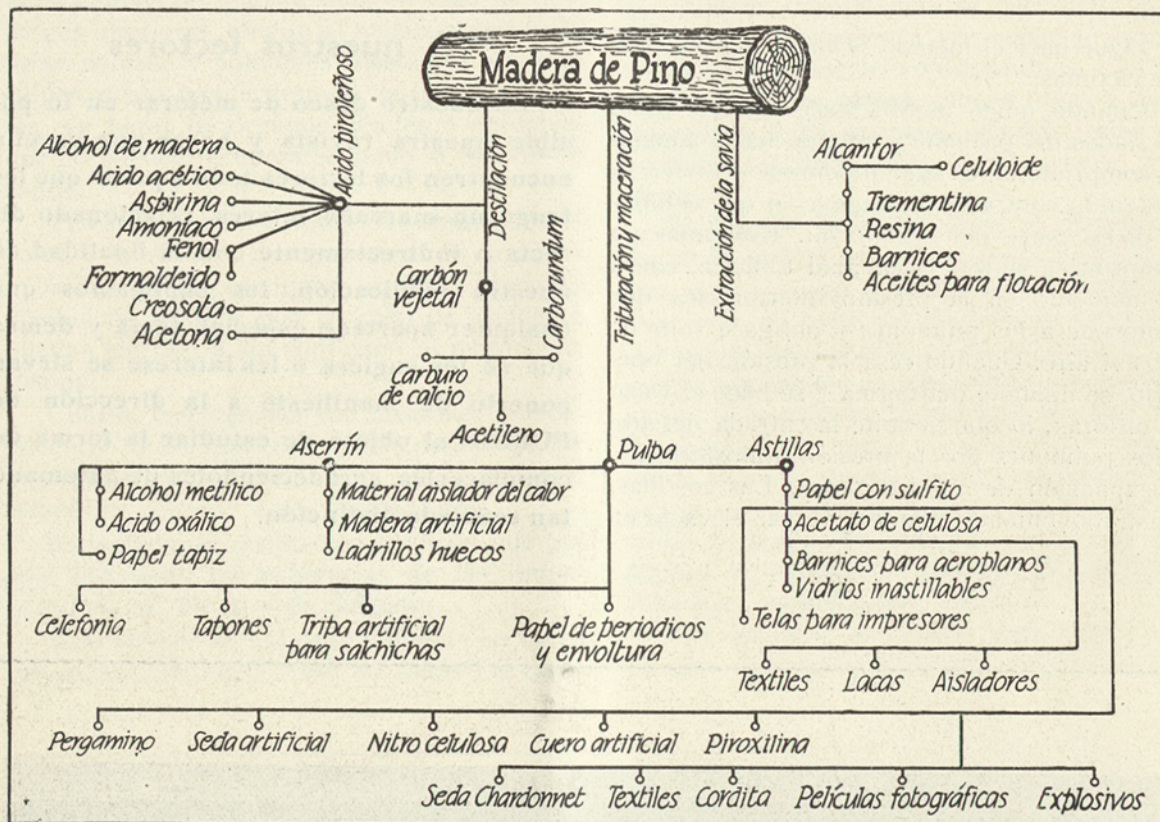 Madera de Pino
Acido piroleñoso
Alcohol de madera
Acido acético
Aspirina
Amoníaco
Fenol
Formaldeido
Creosota
Acetona
Destilación
Carbón
vejetal
Carborandam
Carburo
de calcio
Acetileno
Trituración y maceración
Extracción de la savia
Alcanfor
Celuloide
Trementina
Resina
Barnices
Aceites para flotación
Aserrín
Pulpa
Astillas
Alcohol metílico
Acido oxálico
Papel tapiz
Material aislador del calor
Madera artificial
Ladrillos huecos
Papel con sulfito
Acetato de celulosa
Barnices para aeroplanos
Vidrios inastillables
Telas para impresores
Celefonia
Tapones
Tripa artificial
para salchichas
Papel de periodicos
y envoltura
Textiles
Lacas
Aisladores
Pergamino
Seda artificial
Nitro celulosa
Cuero artificial
Piroxilina
Seda Chardonnet
Textiles
Cordita
Películas fotográficas
Explosivos